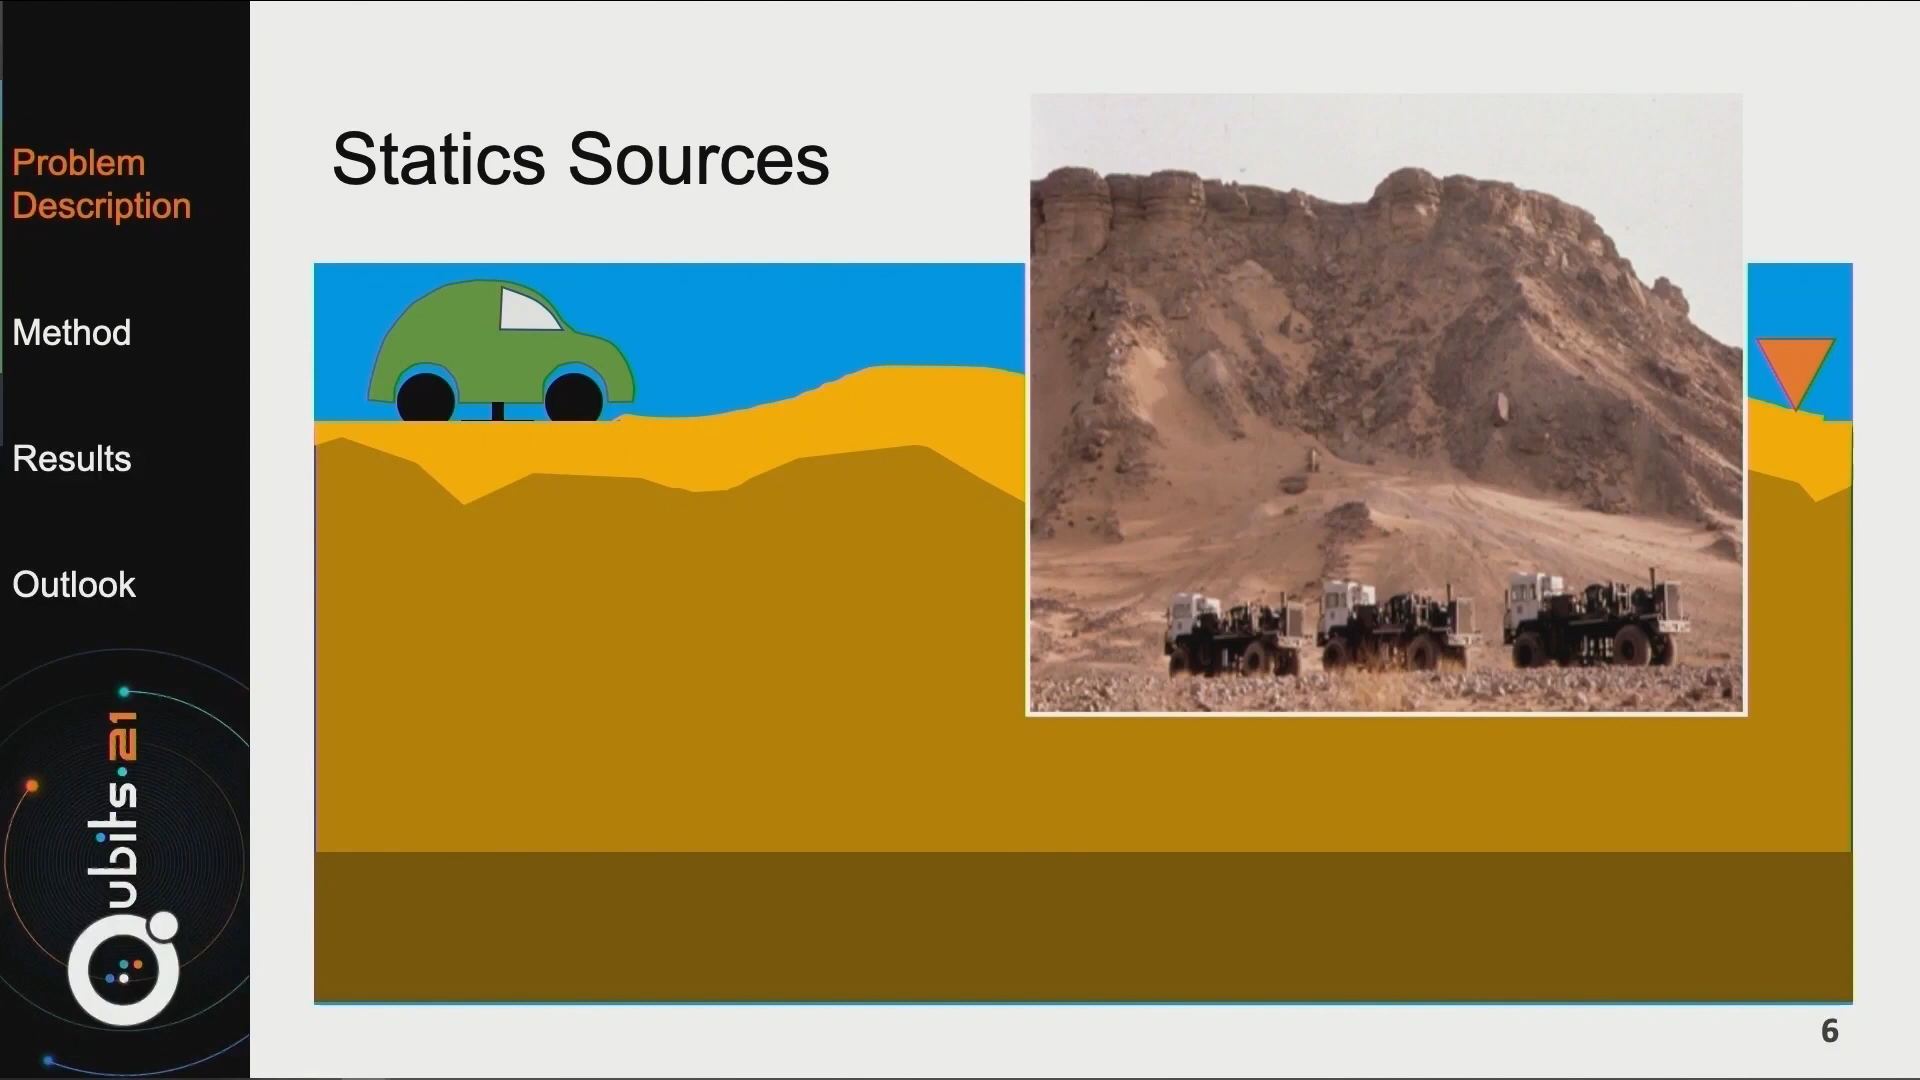 Problem
Description
Method
Results
Outlook
Qubits.21
Statics Sources
6